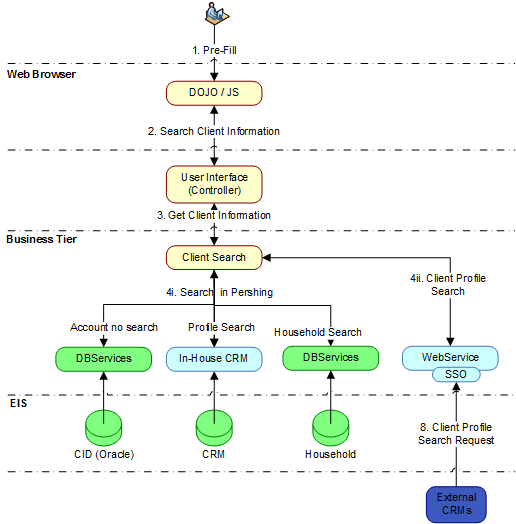 1. Pre-Fill
Web Browser
DOJO / JS
2. Search Client Information
User Interface
(Controller)
3. Get Client Information
Business Tier
Client Search
4i. Search in Pershing
4ii. Client Profile
Search
Account no search
Profile Search
Household Search
DBServices
In-House CRM
DBServices
WebService
SSO
EIS
8. Client Profile
Search Request
CID (Oracle)
CRM
Household
External
CRMs